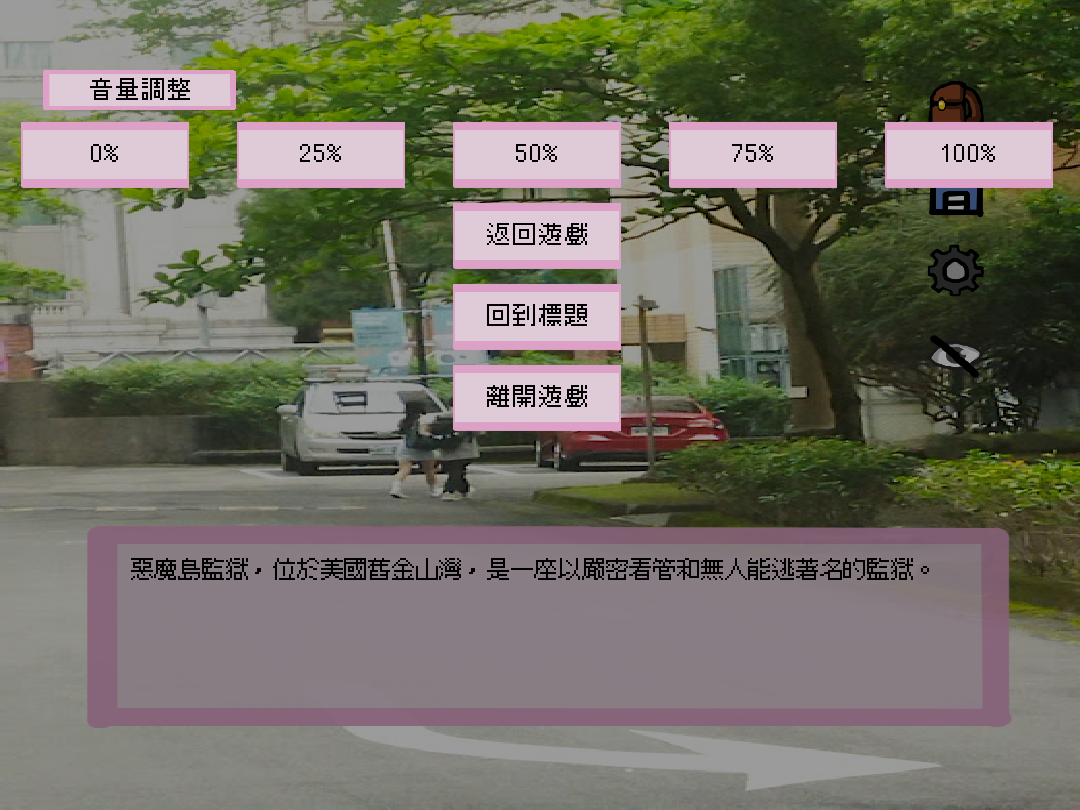 音量調整
0%
25%
50%
75%
100%
返回遊戲
回到標題
離開遊戲
惡魔島監獄，位於美國舊金山灣，是一座以嚴密看管和無人能逃著名的監獄。